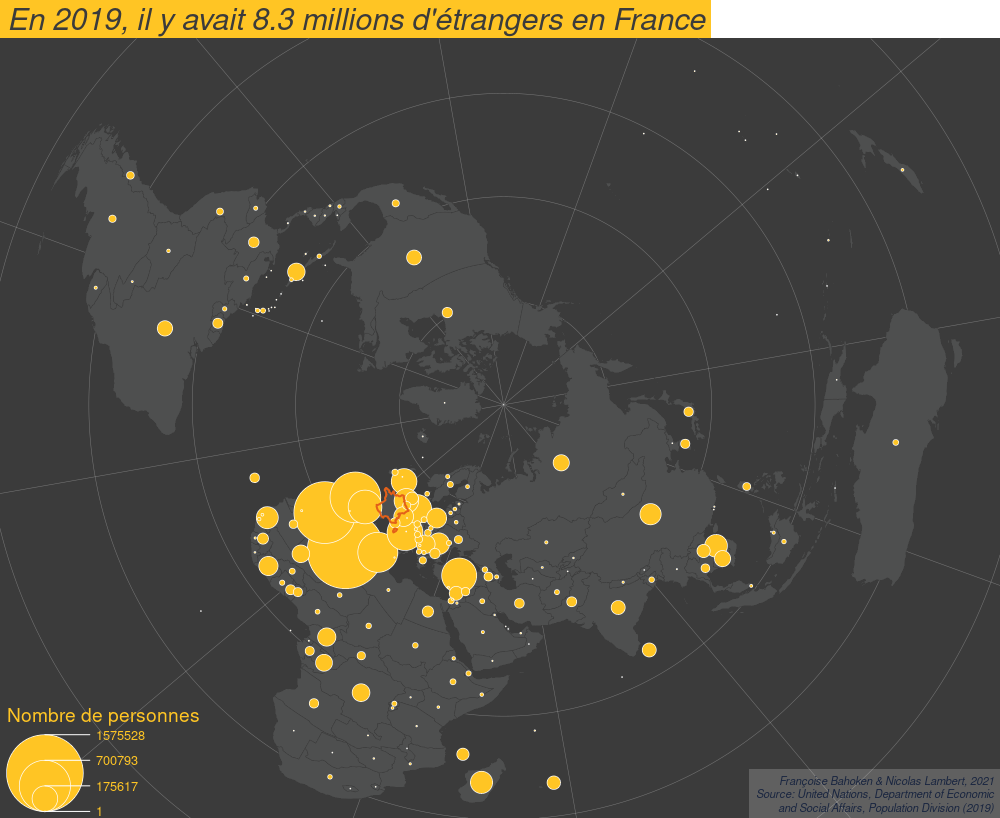 En 2019, il y avait 8.3 millions d'étrangers en France
Nombre de personnes
1575528
700793
175617
1
Françoise Bahoken & Nicolas Lambert, 2021
Source: United Nations, Department of Economic
and Social Affairs, Population Division (2019)